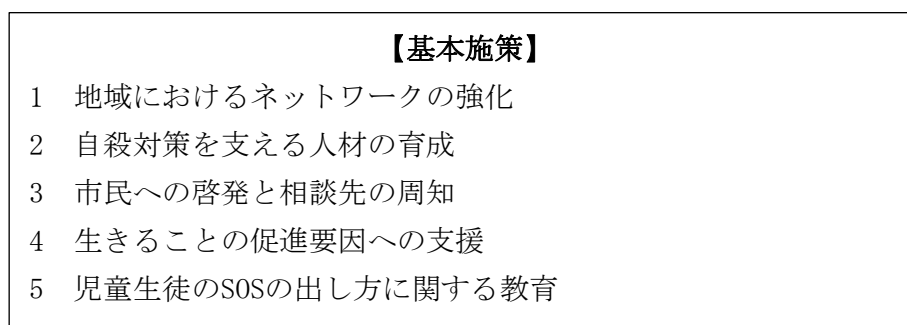 【基本施策】
1 地域におけるネットワークの強化
2 自殺対策を支える人材の育成
3 市民への啓発と相談先の周知
4 生きることの促進要因への支援
5 児童生徒のSOSの出し方に関する教育